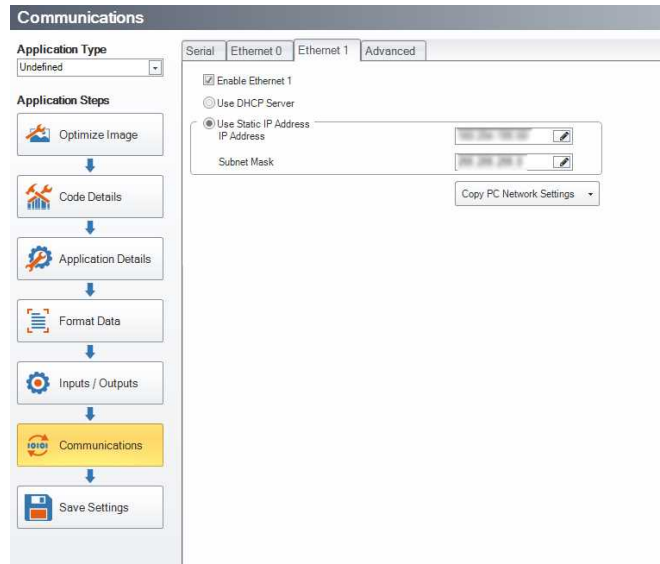 Communications
Application Type
Undefined
Application Steps
Optimize Image
Code Details
Application Details
Format Data
Inputs / Outputs
Communications
Save Settings
Serial
Ethernet 0
Ethernet 1
Advanced
Enable Ethernet 1
Use DHCP Server
Use Static IP Address
IP Address
Subnet Mask
Copy PC Network Settings